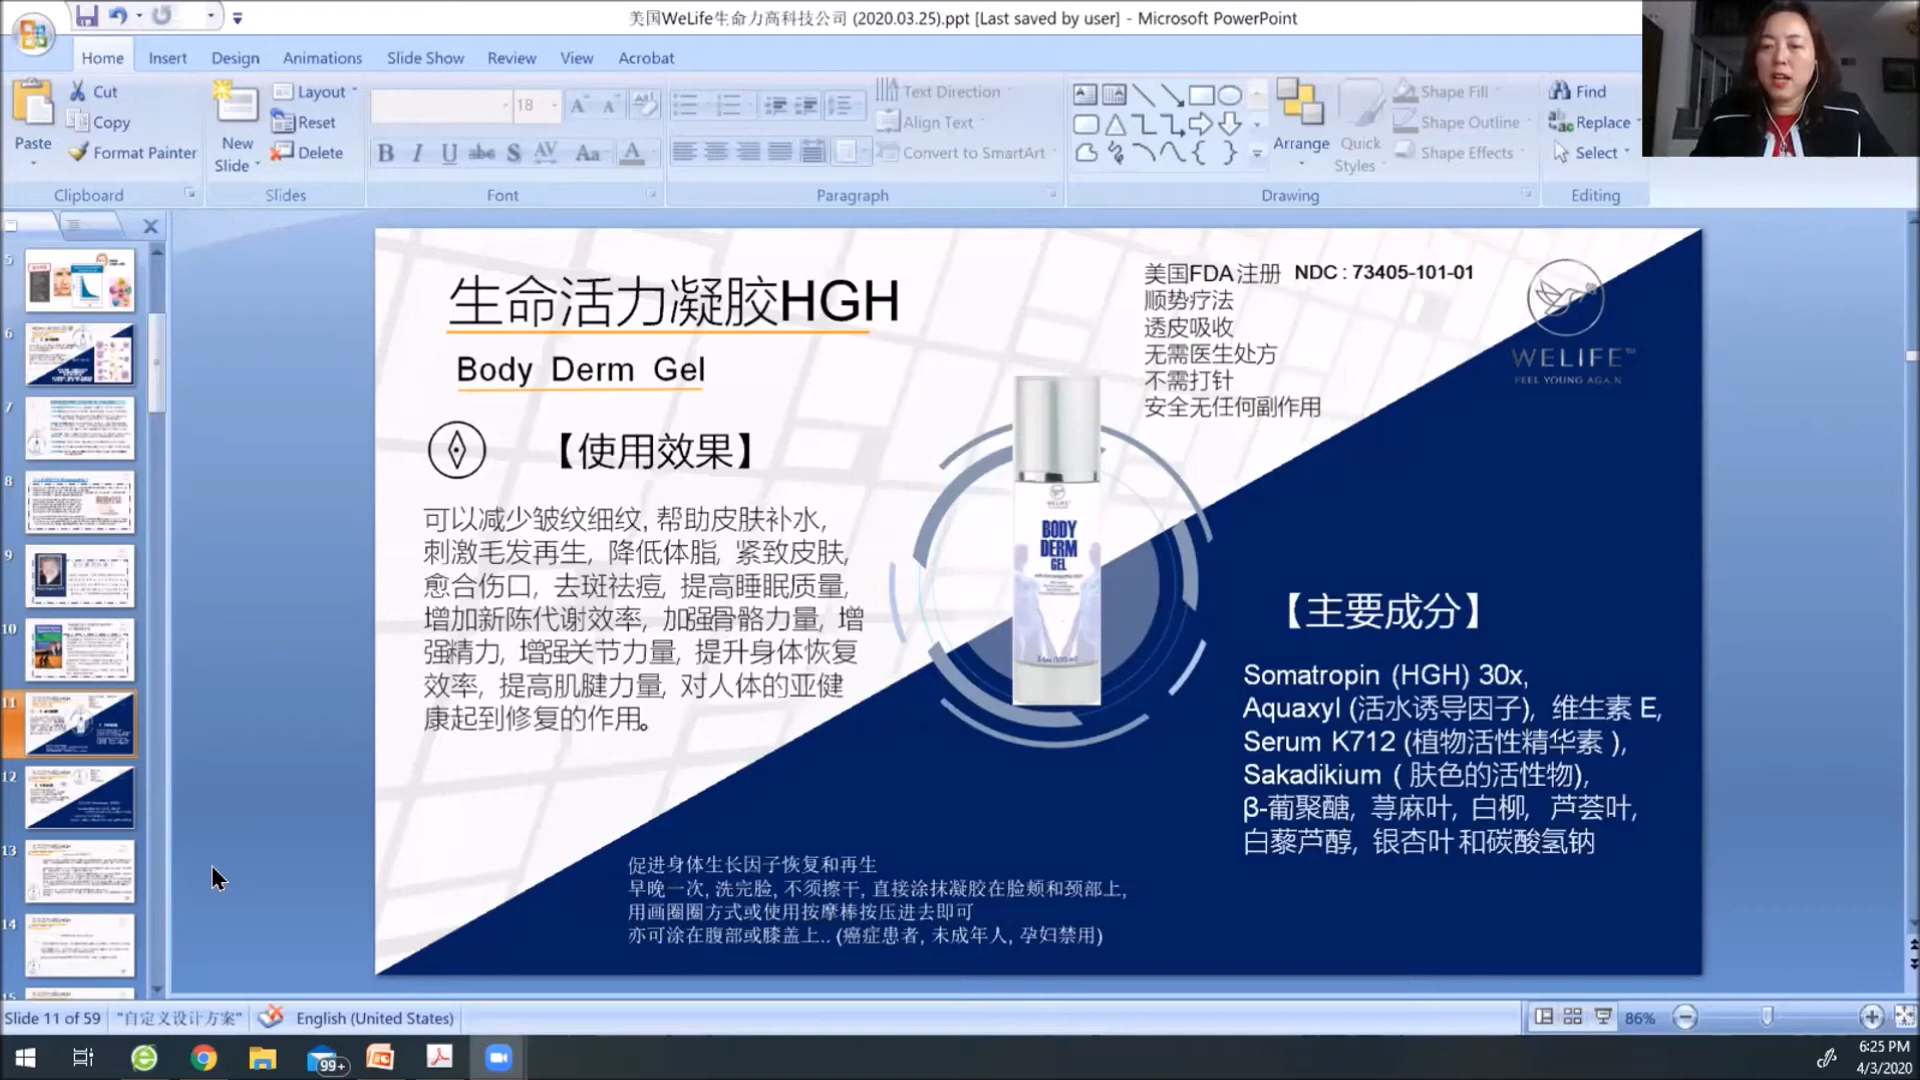 美国WeLife生命力高科技公司 (2020.03.25).ppt [Last saved by user] - Microsoft PowerPoint
Home Insert Design Animations Slide Show Review View Acrobat
Paste
Cut
Copy
Format Painter
Clipboard
New Slide
Layout
Reset
Delete
Slides
18
Font
Text Direction
Align Text
Convert to SmartArt
Paragraph
Arrange
Quick Styles
Shape Fill
Shape Outline
Shape Effects
Drawing
Find
Replace
Select
Editing
5
6
7
8
9
10
11
12
13
14
15
生命活力凝胶HGH
Body Derm Gel
【使用效果】
可以减少皱纹细纹, 帮助皮肤补水,
刺激毛发再生, 降低体脂, 紧致皮肤,
愈合伤口, 去斑祛痘, 提高睡眠质量,
增加新陈代谢效率, 加强骨骼力量, 增
强精力, 增强关节力量, 提升身体恢复
效率, 提高肌腱力量, 对人体的亚健
康起到修复的作用。
美国FDA注册 NDC : 73405-101-01
顺势疗法
透皮吸收
无需医生处方
不需打针
安全无任何副作用
WELIFE™
FEEL YOUNG AGAIN
WELIFE
BODY
DERM
GEL
【主要成分】
Somatropin (HGH) 30x,
Aquaxyl (活水诱导因子), 维生素 E,
Serum K712 (植物活性精华素 ),
Sakadikium ( 肤色的活性物),
β-葡聚醣, 荨麻叶, 白柳, 芦荟叶,
白藜芦醇, 银杏叶和碳酸氢钠
促进身体生长因子恢复和再生
早晚一次, 洗完脸, 不须擦干, 直接涂抹凝胶在脸颊和颈部上,
用画圈圈方式或使用按摩棒按压进去即可
亦可涂在腹部或膝盖上.. (癌症患者, 未成年人, 孕妇禁用)
Slide 11 of 59 "自定义设计方案" English (United States) 86%
99+
6:25 PM
4/3/2020